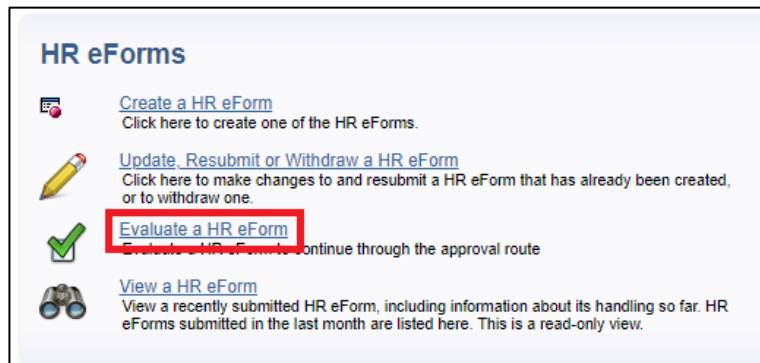 HR eForms
Create a HR eForm
Click here to create one of the HR eForms.
Update, Resubmit or Withdraw a HR eForm
Click here to make changes to and resubmit a HR eForm that has already been created,
or to withdraw one.
Evaluate a HR eForm
Evaluate a HR eForm to continue through the approval route
View a HR eForm
View a recently submitted HR eForm, including information about its handling so far. HR
eForms submitted in the last month are listed here. This is a read-only view.